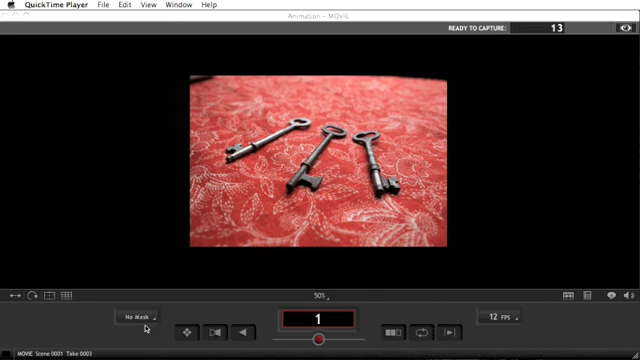 QuickTime Player File Edit View Window Help
Animation – MOVIE
READY TO CAPTURE: 13
50%
No Mask
1
12 FPS
MOVIE Scene 0001 Take 0003